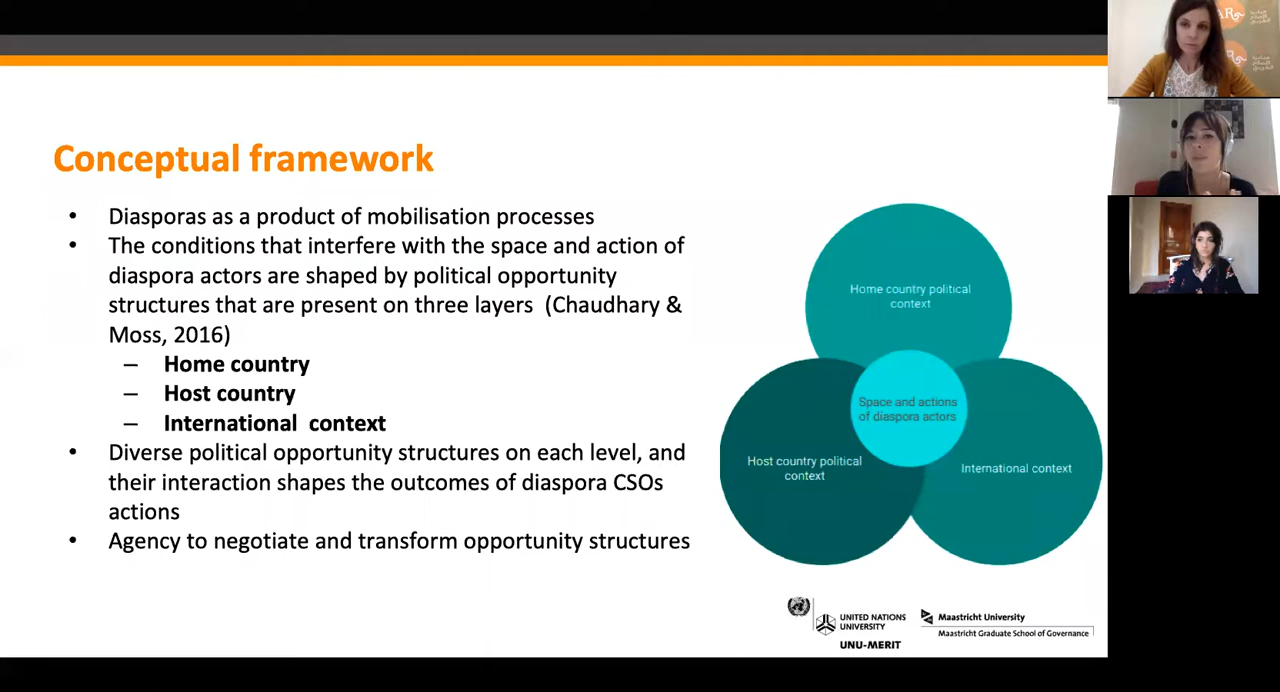 Conceptual framework
• Diasporas as a product of mobilisation processes
• The conditions that interfere with the space and action of
diaspora actors are shaped by political opportunity
structures that are present on three layers (Chaudhary &
Moss, 2016)
– Home country
– Host country
– International context
• Diverse political opportunity structures on each level, and
their interaction shapes the outcomes of diaspora CSOs
actions
• Agency to negotiate and transform opportunity structures
Home country political
context
Space and actions
of diaspora actors
Host country political
context
International context
UNITED NATIONS
UNIVERSITY
UNU-MERIT
Maastricht University
Maastricht Graduate School of Governance